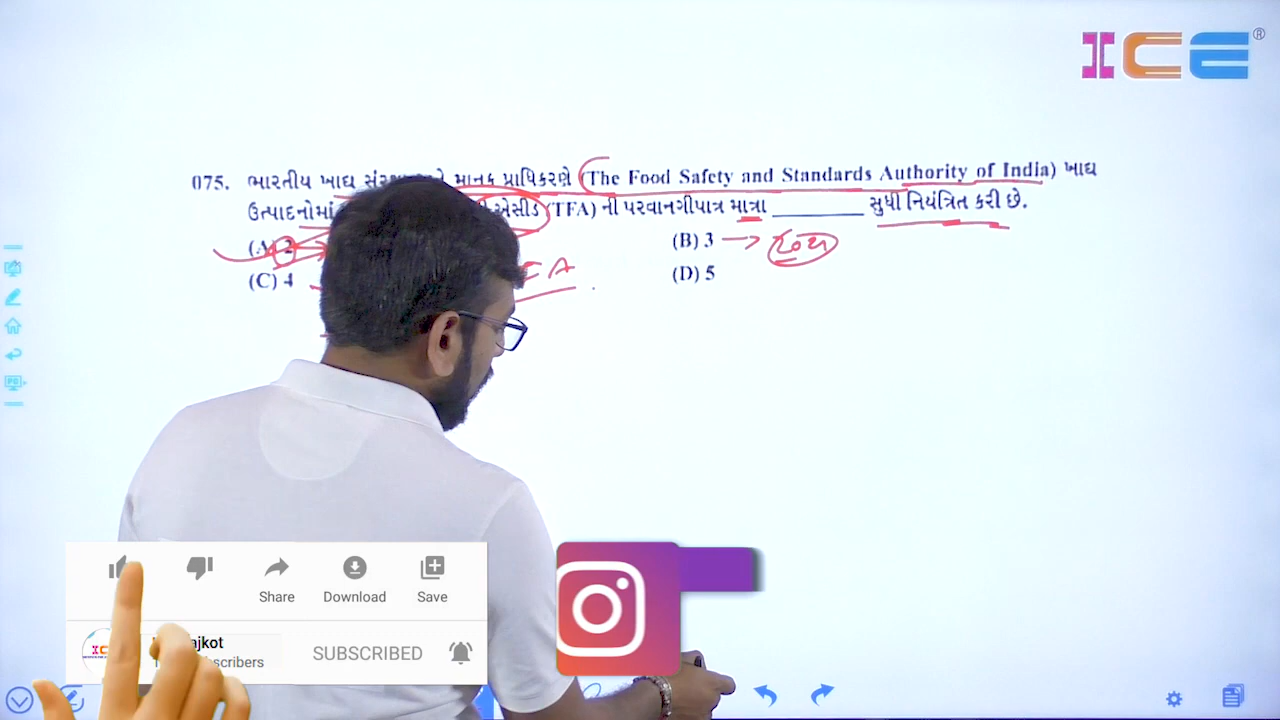 ICE®
075. ભારતીય ખાદ્ય માનક પ્રાધિકરણે (The Food Safety and Standards Authority of India) ખાદ્ય
ઉત્પાદનોમાં (TFA) ની પરવાનગીપાત્ર માત્રા ________ સુધી નિયંત્રિત કરી છે.
(A) 2
(B) 3
(C) 4
(D) 5
Share Download Save
SUBSCRIBED